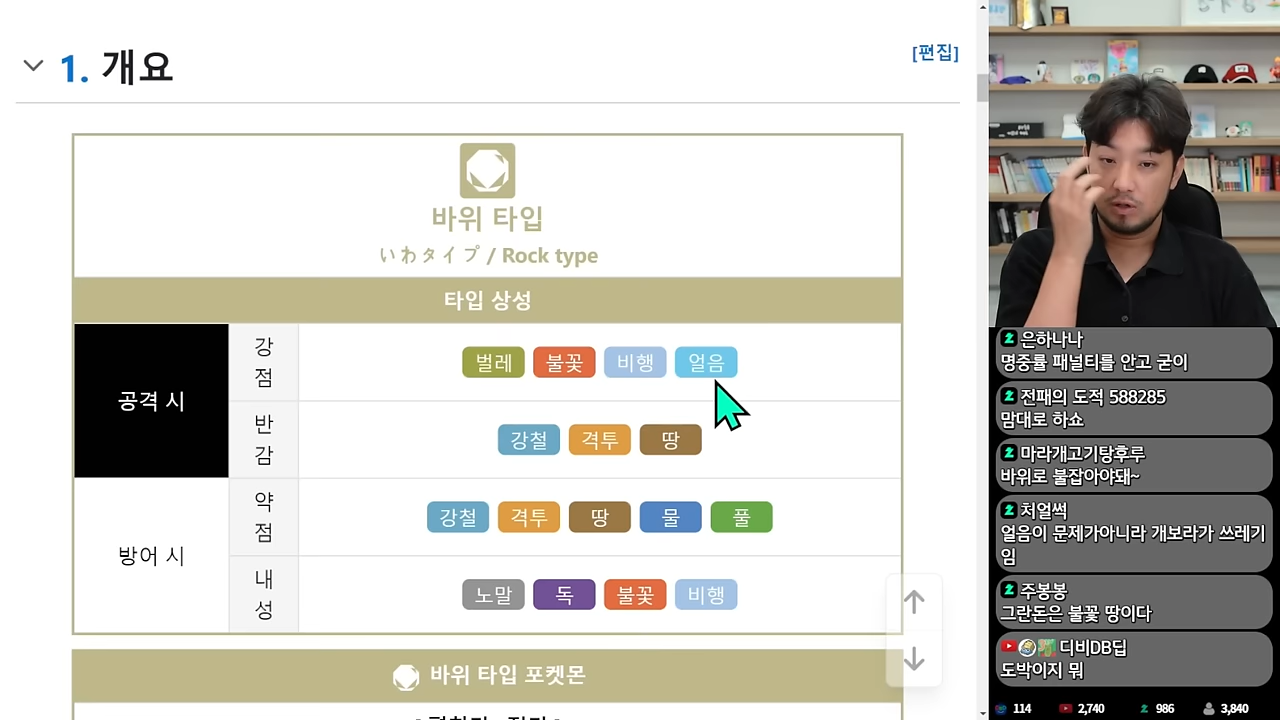 1. 개요
[편집]
바위 타입
いわタイプ / Rock type
타입 상성
공격 시
강점
벌레 불꽃 비행 얼음
반감
강철 격투 땅
방어 시
약점
강철 격투 땅 물 풀
내성
노말 독 불꽃 비행
바위 타입 포켓몬
은하나나
명중률 패널티를 안고 굳이
전패의 도적 588285
맘대로 하쇼
마라개고기탕후루
바위로 불잡아야돼~
처얼썩
얼음이 문제가아니라 개보라가 쓰레기
임
주봉봉
그란돈은 불꽃 땅이다
디비DB딥
도박이지 뭐
114 2,740 986 3,840